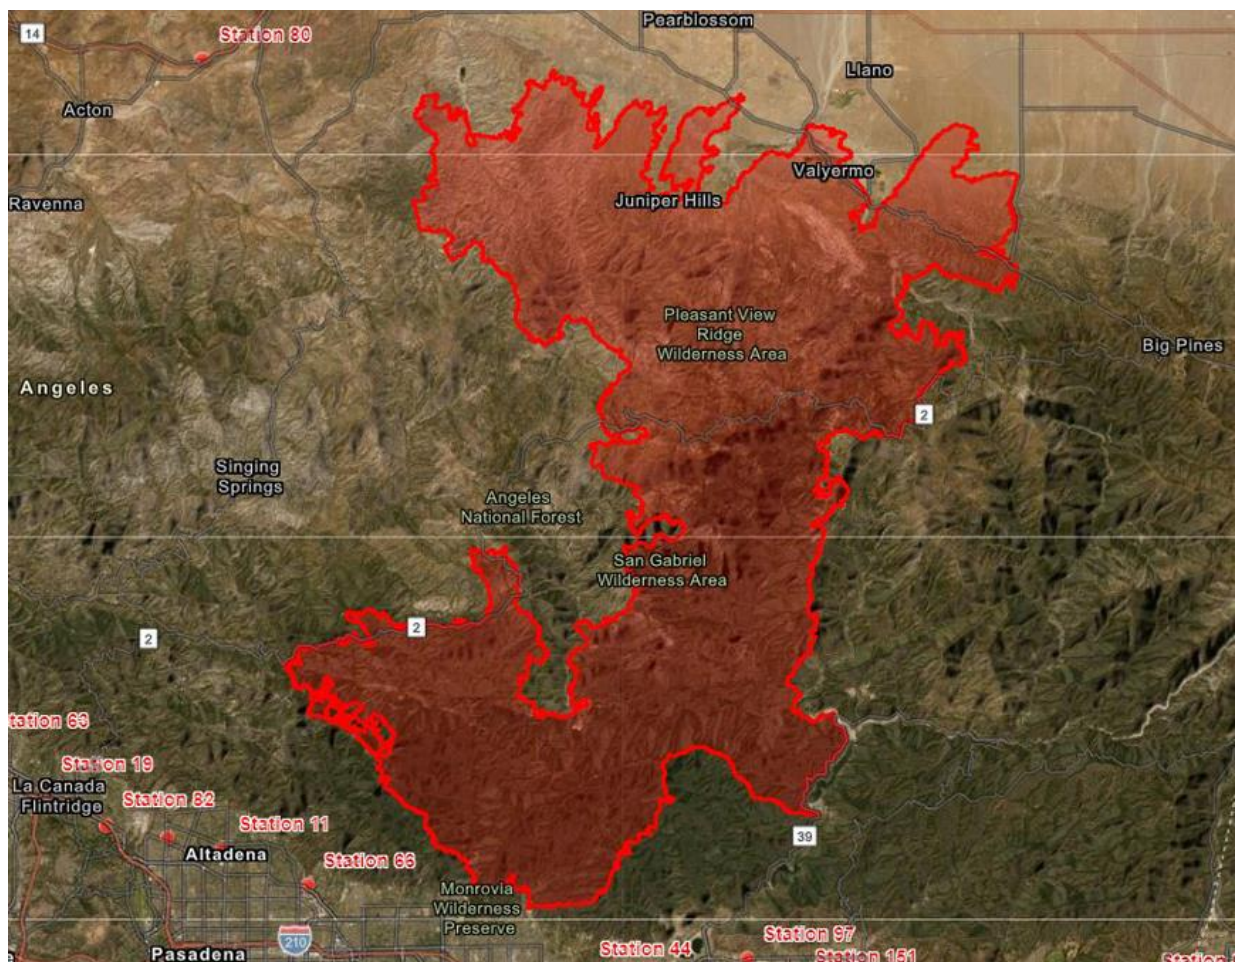 Pearblossom
14
Station 80
Llano
Acton
Valyermo
Ravenna
Juniper Hills
Pleasant View
Ridge
Wilderness Area
Big Pines
Angeles
2
Singing
Springs
Angeles
National Forest
San Gabriel
Wilderness Area
2
2
Station 63
Station 19
La Canada
Flintridge
Station 82
Station 11
39
Altadena
Station 66
Monrovia
Wilderness
Preserve
210
Pasadena
Station 44
Station 97
Station 151
Station